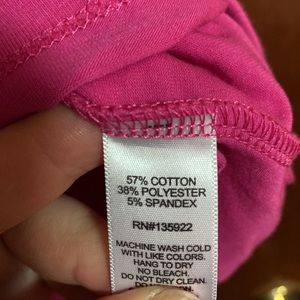 57% COTTON
38% POLYESTER
5% SPANDEX
RN#135922
MACHINE WASH COLD
WITH LIKE COLORS.
HANG TO DRY
NO BLEACH.
DO NOT DRY CLEAN.